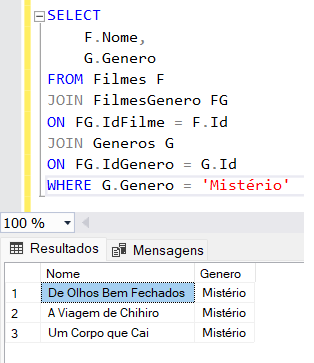 SELECT
F.Nome,
G.Genero
FROM Filmes F
JOIN FilmesGenero FG
ON FG.IdFilme = F.Id
JOIN Generos G
ON FG.IdGenero = G.Id
WHERE G.Genero = 'Mistério'
100 %
Resultados Mensagens
Nome Genero
1 De Olhos Bem Fechados Mistério
2 A Viagem de Chihiro Mistério
3 Um Corpo que Cai Mistério